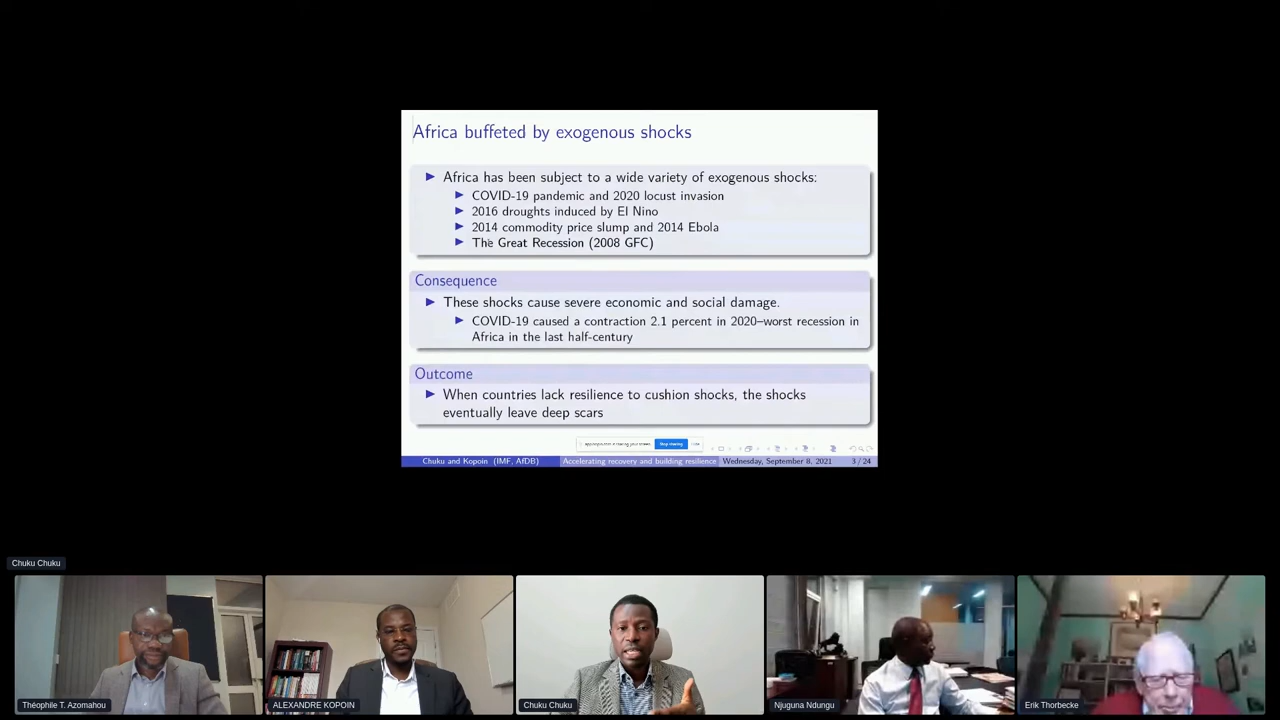 Africa buffeted by exogenous shocks
Africa has been subject to a wide variety of exogenous shocks:
COVID-19 pandemic and 2020 locust invasion
2016 droughts induced by El Nino
2014 commodity price slump and 2014 Ebola
The Great Recession (2008 GFC)
Consequence
These shocks cause severe economic and social damage.
COVID-19 caused a contraction 2.1 percent in 2020–worst recession in
Africa in the last half-century
Outcome
When countries lack resilience to cushion shocks, the shocks
eventually leave deep scars
Stop sharing
Chuku and Kopoin (IMF, AfDB) Accelerating recovery and building resilience Wednesday, September 8, 2021 3 / 24
Chuku Chuku
Théophile T. Azomahou
ALEXANDRE KOPOIN
Chuku Chuku
Njuguna Ndungu
Erik Thorbecke